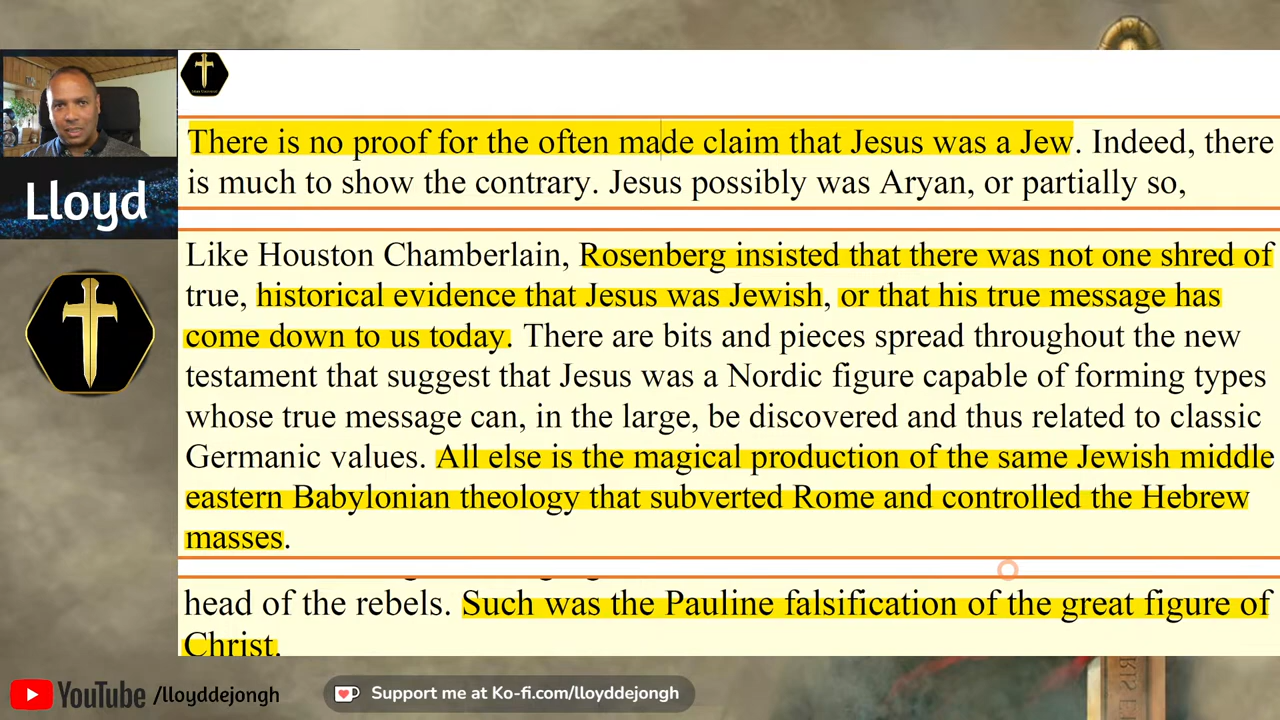 There is no proof for the often made claim that Jesus was a Jew. Indeed, there
is much to show the contrary. Jesus possibly was Aryan, or partially so,
Lloyd
Like Houston Chamberlain, Rosenberg insisted that there was not one shred of
true, historical evidence that Jesus was Jewish, or that his true message has
come down to us today. There are bits and pieces spread throughout the new
testament that suggest that Jesus was a Nordic figure capable of forming types
whose true message can, in the large, be discovered and thus related to classic
Germanic values. All else is the magical production of the same Jewish middle
eastern Babylonian theology that subverted Rome and controlled the Hebrew
masses.
head of the rebels. Such was the Pauline falsification of the great figure of
Christ.
YouTube /lloyddejongh
Support me at Ko-fi.com/lloyddejongh